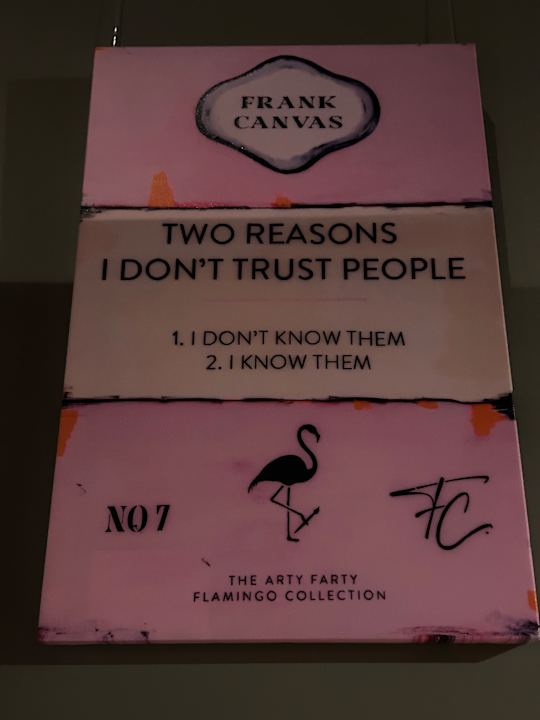 FRANK
CANVAS
TWO REASONS
I DON'T TRUST PEOPLE
1. I DON'T KNOW THEM
2. I KNOW THEM
NO 7
FC
THE ARTY FARTY
FLAMINGO COLLECTION